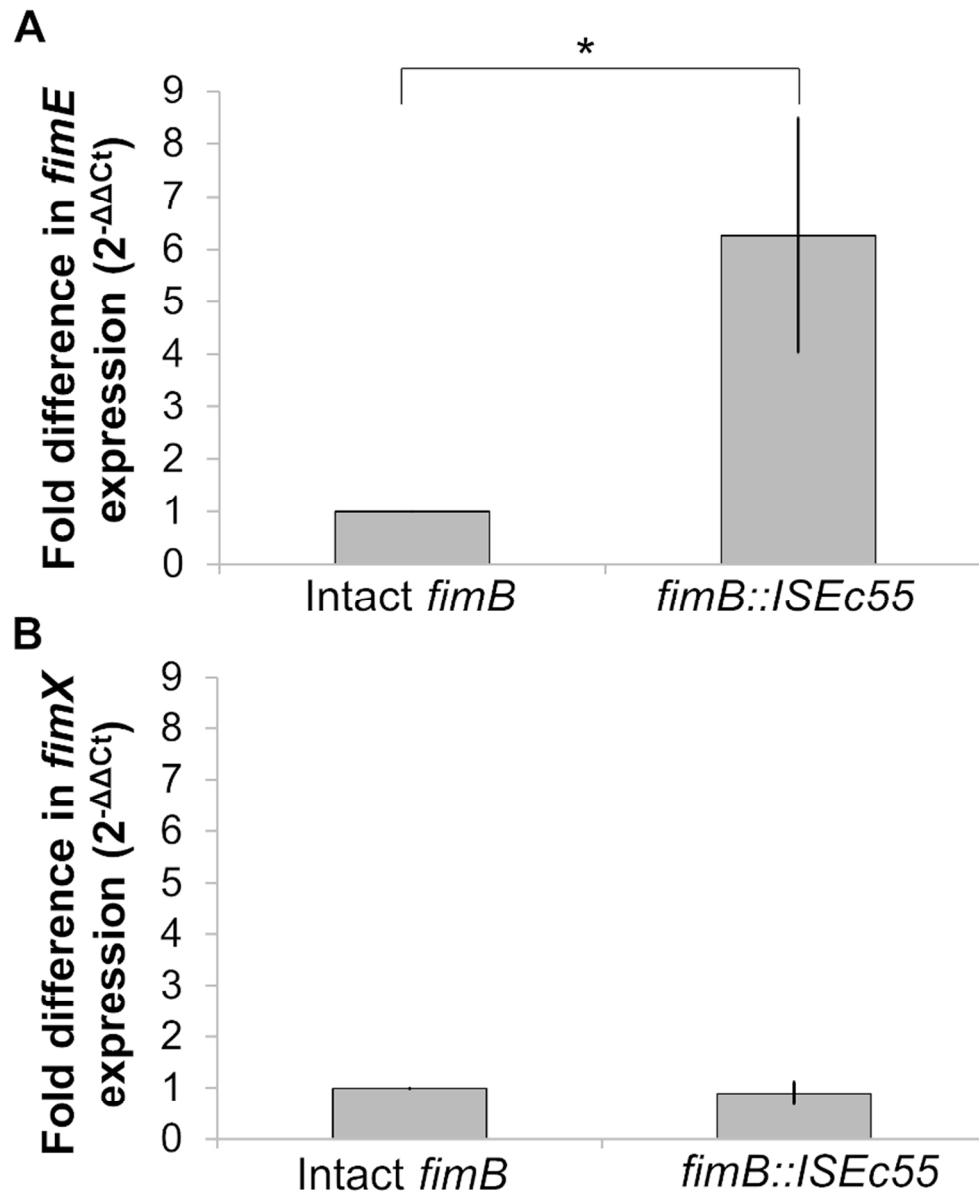 A
*
Fold difference in fimE
expression (2-ΔΔCt)
9
8
7
6
5
4
3
2
1
0
Intact fimB
fimB::ISEc55
B
Fold difference in fimX
expression (2-ΔΔCt)
9
8
7
6
5
4
3
2
1
0
Intact fimB
fimB::ISEc55